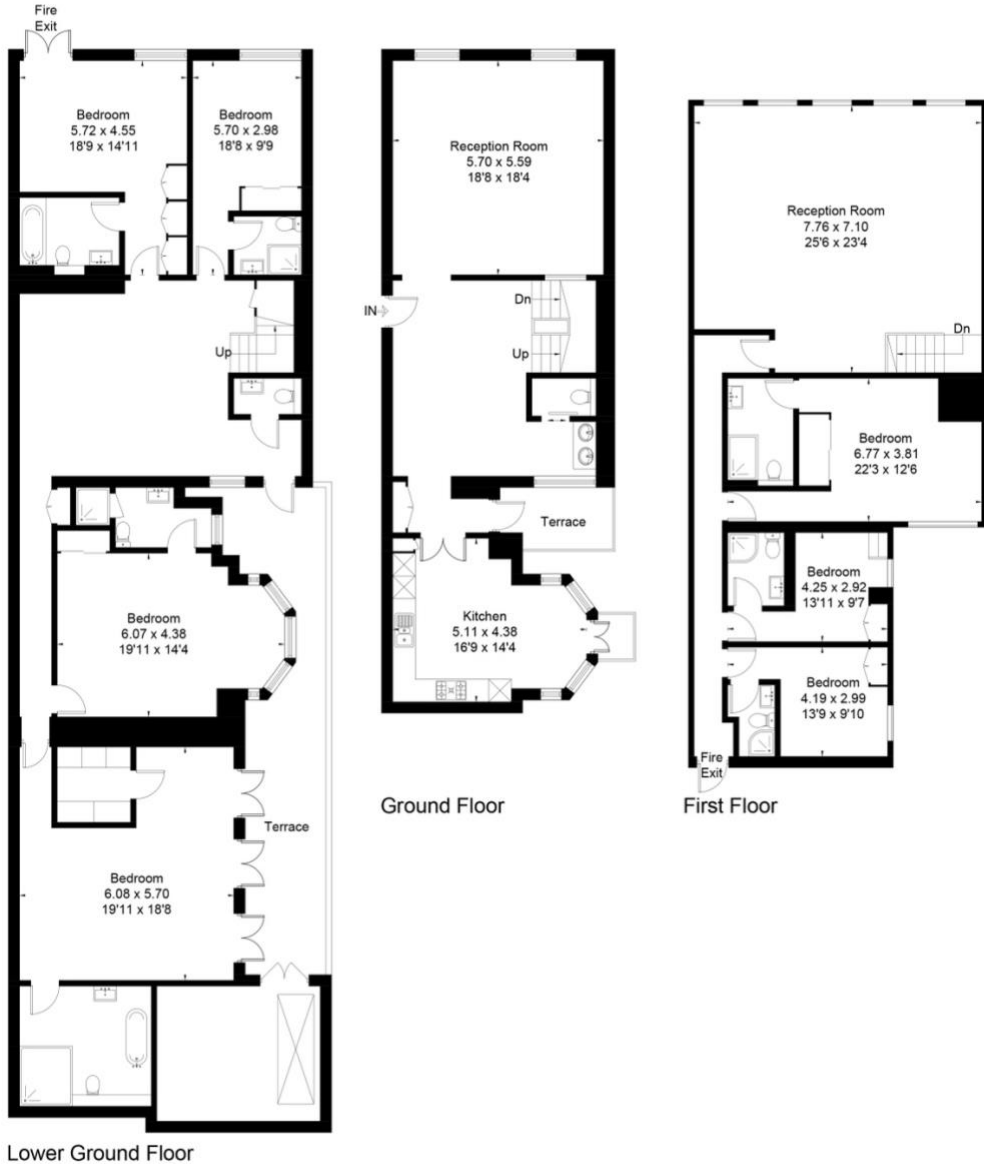 Fire
Exit
Bedroom
5.72 x 4.55
18'9 x 14'11
Bedroom
5.70 x 2.98
18'8 x 9'9
Up
Bedroom
6.07 x 4.38
19'11 x 14'4
Terrace
Bedroom
6.08 x 5.70
19'11 x 18'8
Lower Ground Floor
Reception Room
5.70 x 5.59
18'8 x 18'4
IN
Dn
Up
Terrace
Kitchen
5.11 x 4.38
16'9 x 14'4
Ground Floor
Reception Room
7.76 x 7.10
25'6 x 23'4
Dn
Bedroom
6.77 x 3.81
22'3 x 12'6
Bedroom
4.25 x 2.92
13'11 x 9'7
Bedroom
4.19 x 2.99
13'9 x 9'10
Fire
Exit
First Floor